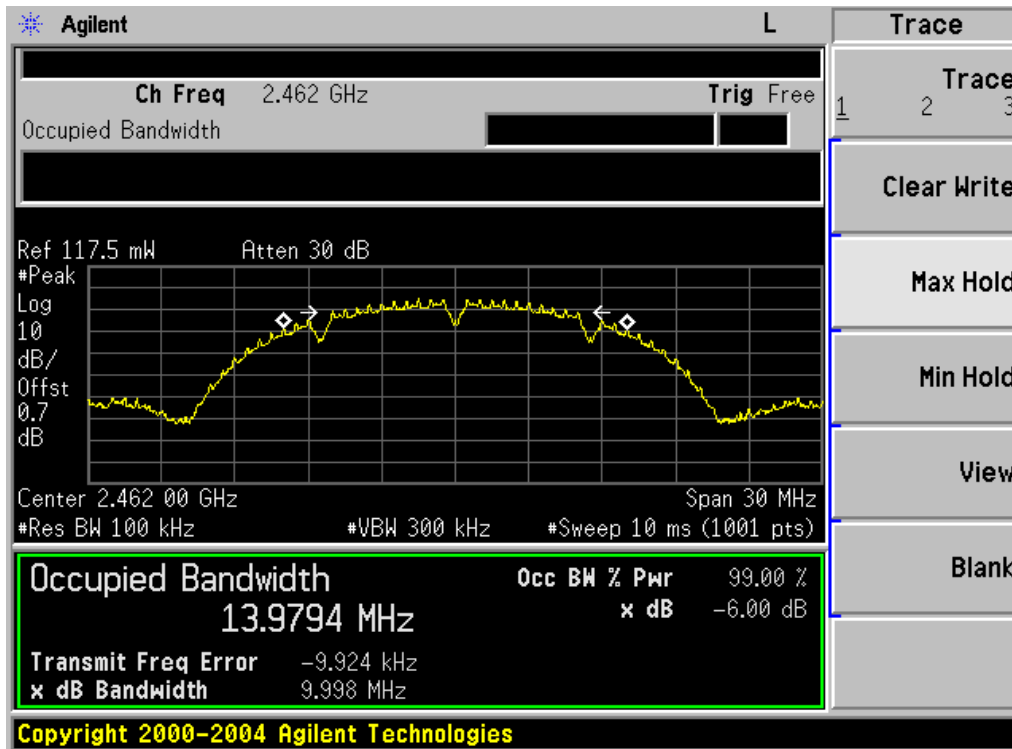 Agilent L Trace
Ch Freq 2.462 GHz Trig Free
Occupied Bandwidth
Trace
1 2 3
Clear Write
Ref 117.5 mW Atten 30 dB
#Peak
Log
10
dB/
Offst
0.7
dB
Max Hold
Min Hold
View
Center 2.462 00 GHz Span 30 MHz
#Res BW 100 kHz #VBW 300 kHz #Sweep 10 ms (1001 pts)
Blank
Occupied Bandwidth Occ BW % Pwr 99.00 %
13.9794 MHz x dB -6.00 dB
Transmit Freq Error -9.924 kHz
x dB Bandwidth 9.998 MHz
Copyright 2000-2004 Agilent Technologies